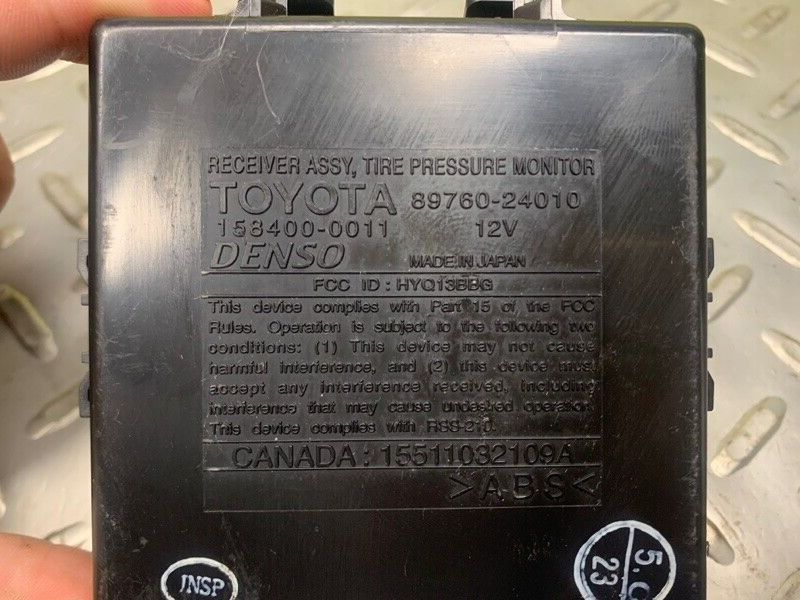 RECEIVER ASSY, TIRE PRESSURE MONITOR
TOYOTA 89760-24010
158400-0011 12V
DENSO MADE IN JAPAN
FCC ID : HYQ13BBG
This device complies with Part 15 of the FCC
Rules. Operation is subject to the following two
conditions: (1) This device may not cause
harmful interference, and (2) this device must
accept any interference received, including
interference that may cause undesired operation.
This device complies with RSS-210.
CANADA : 15511032109A
>ABS<
INSP
23